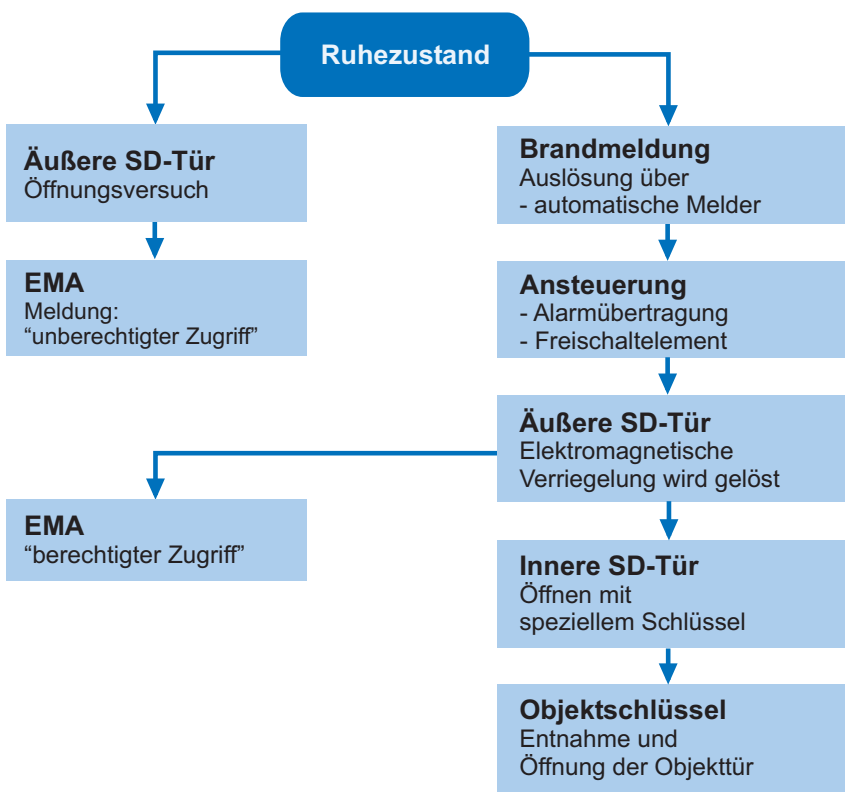 Ruhezustand
Äußere SD-Tür
Öffnungsversuch
EMA
Meldung:
“unberechtigter Zugriff”
Brandmeldung
Auslösung über
- automatische Melder
Ansteuerung
- Alarmübertragung
- Freischaltelement
Äußere SD-Tür
Elektromagnetische
Verriegelung wird gelöst
EMA
“berechtigter Zugriff”
Innere SD-Tür
Öffnen mit
speziellem Schlüssel
Objektschlüssel
Entnahme und
Öffnung der Objekttür